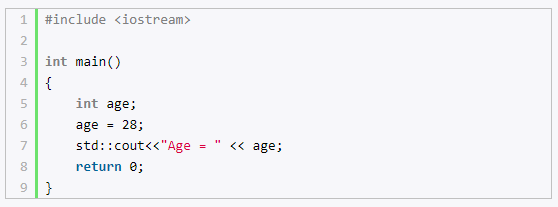 1 #include <iostream>
2
3 int main()
4 {
5     int age;
6     age = 28;
7     std::cout<<"Age = " << age;
8     return 0;
9 }